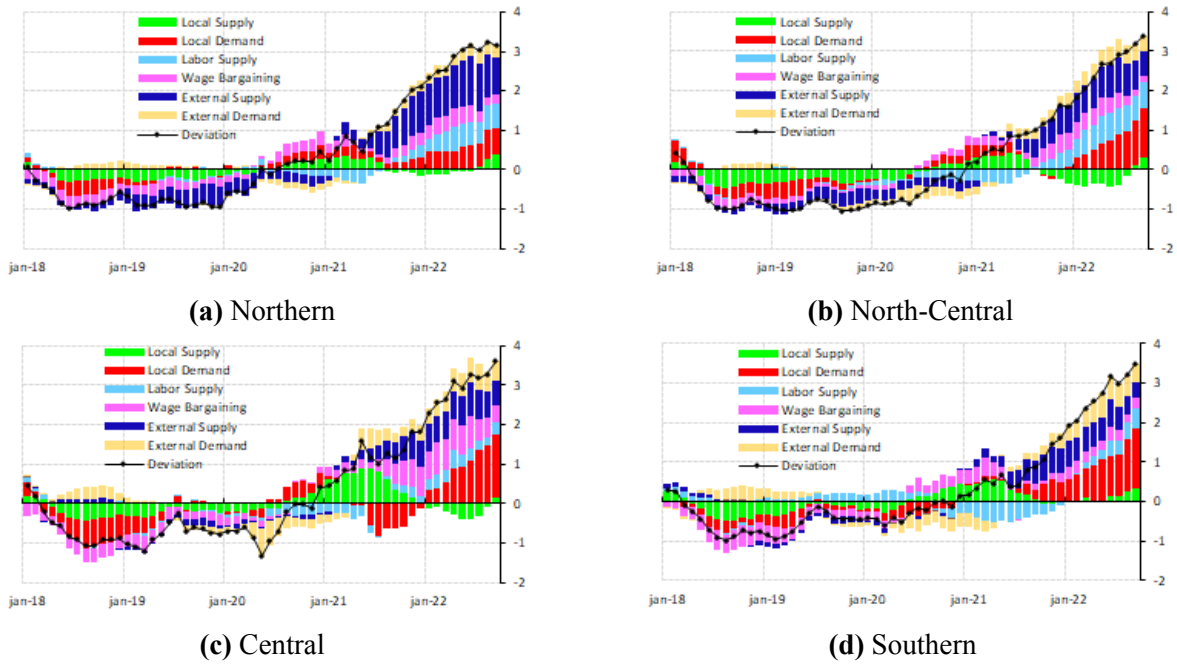 Local Supply
Local Demand
Labor Supply
Wage Bargaining
External Supply
External Demand
Deviation
4
3
2
1
0
-1
-2
jan-18 jan-19 jan-20 jan-21 jan-22
(a) Northern
Local Supply
Local Demand
Labor Supply
Wage Bargaining
External Supply
External Demand
Deviation
4
3
2
1
0
-1
-2
jan-18 jan-19 jan-20 jan-21 jan-22
(b) North-Central
Local Supply
Local Demand
Labor Supply
Wage Bargaining
External Supply
External Demand
Deviation
4
3
2
1
0
-1
-2
jan-18 jan-19 jan-20 jan-21 jan-22
(c) Central
Local Supply
Local Demand
Labor Supply
Wage Bargaining
External Supply
External Demand
Deviation
4
3
2
1
0
-1
-2
jan-18 jan-19 jan-20 jan-21 jan-22
(d) Southern